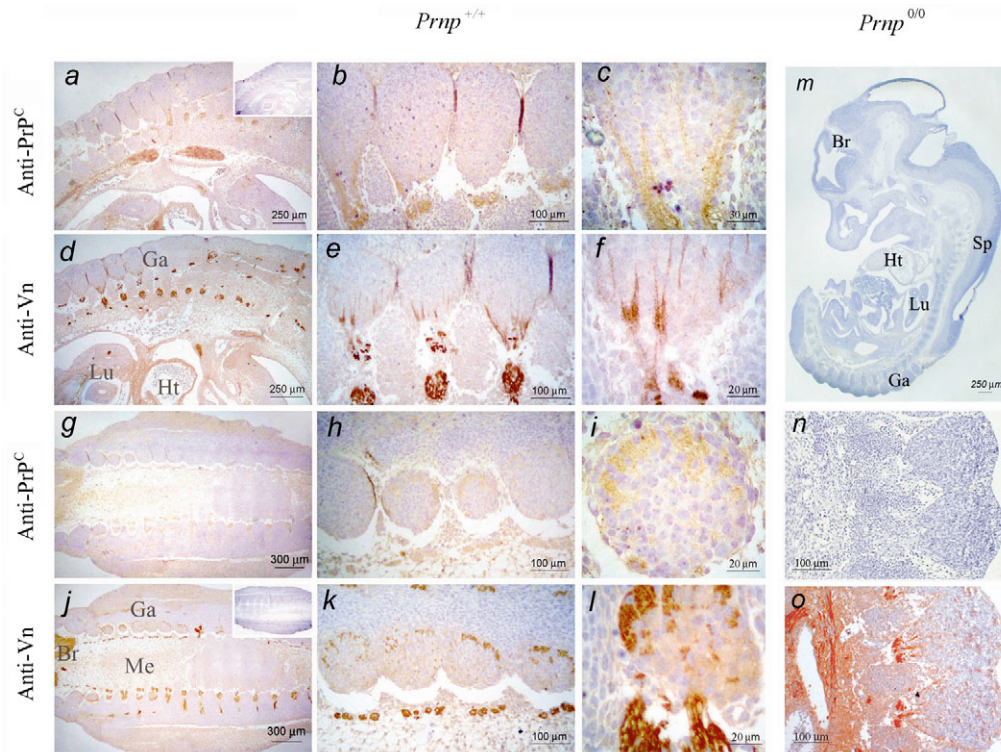 Prnp +/+
Prnp 0/0
Anti-PrPC
a
250 µm
b
100 µm
c
30 µm
m
Br
Sp
Ht
Lu
Ga
250 µm
Anti-Vn
d
Ga
Lu
Ht
250 µm
e
100 µm
f
20 µm
Anti-PrPC
g
300 µm
h
100 µm
i
20 µm
n
100 µm
Anti-Vn
j
Ga
Br
Me
300 µm
k
100 µm
l
20 µm
o
100 µm